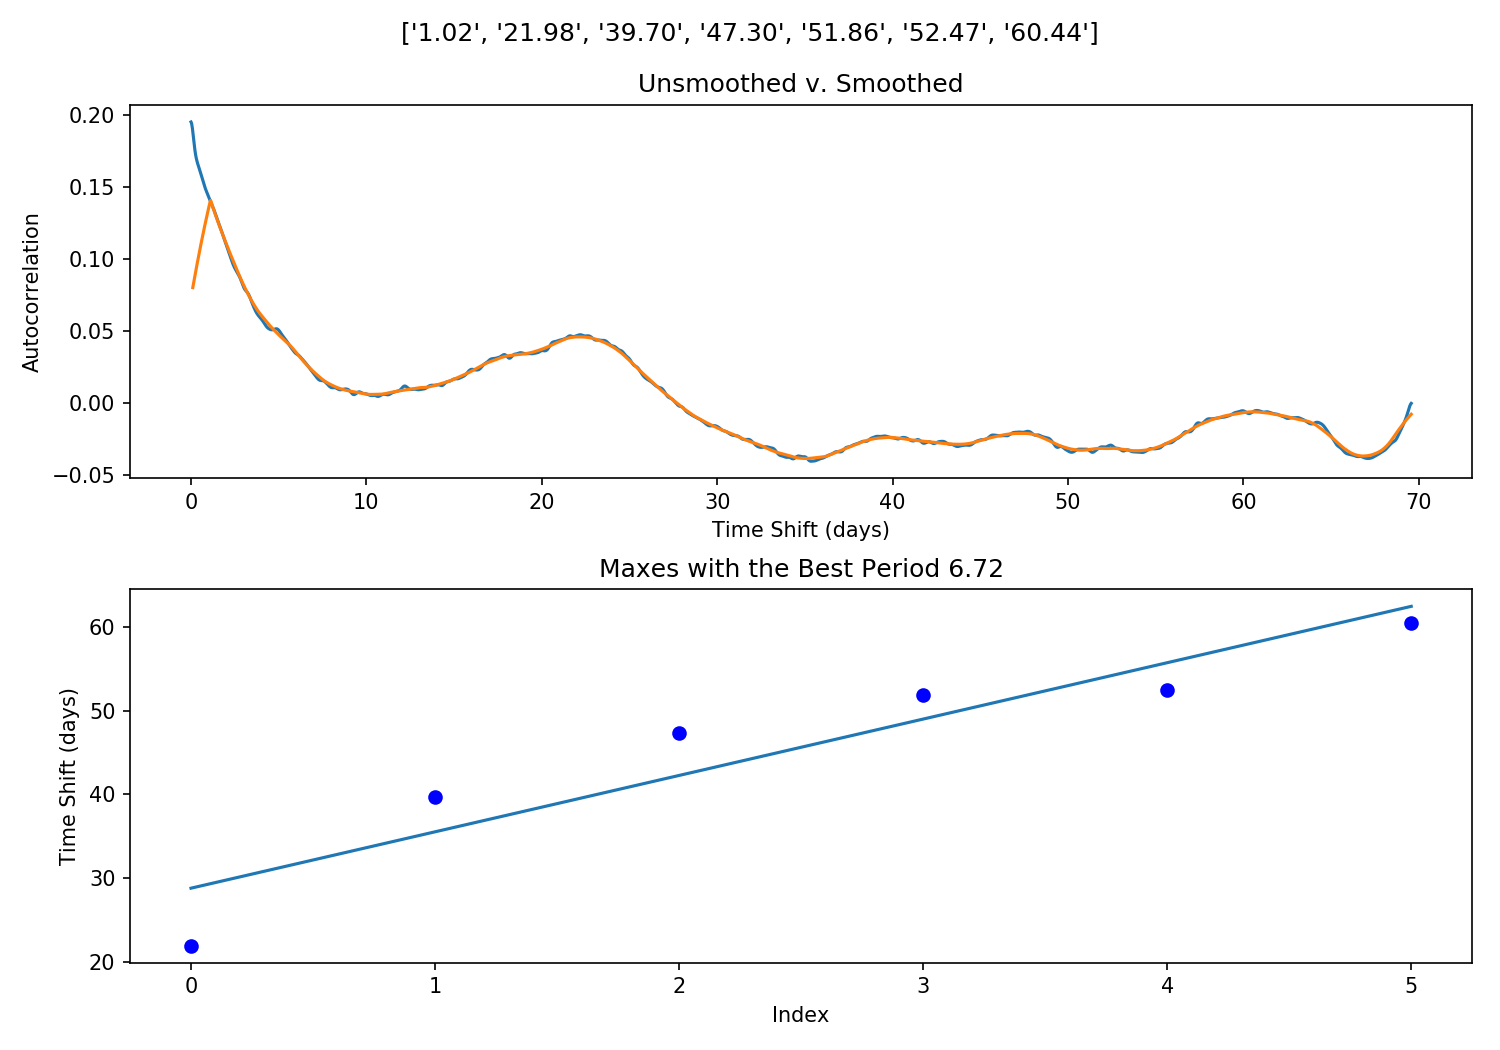 ['1.02', '21.98', '39.70', '47.30', '51.86', '52.47', '60.44']
Unsmoothed v. Smoothed
0.20
0.15
0.10
0.05
0.00
−0.05
Autocorrelation
0 10 20 30 40 50 60 70
Time Shift (days)
Maxes with the Best Period 6.72
60
50
40
30
20
Time Shift (days)
0 1 2 3 4 5
Index